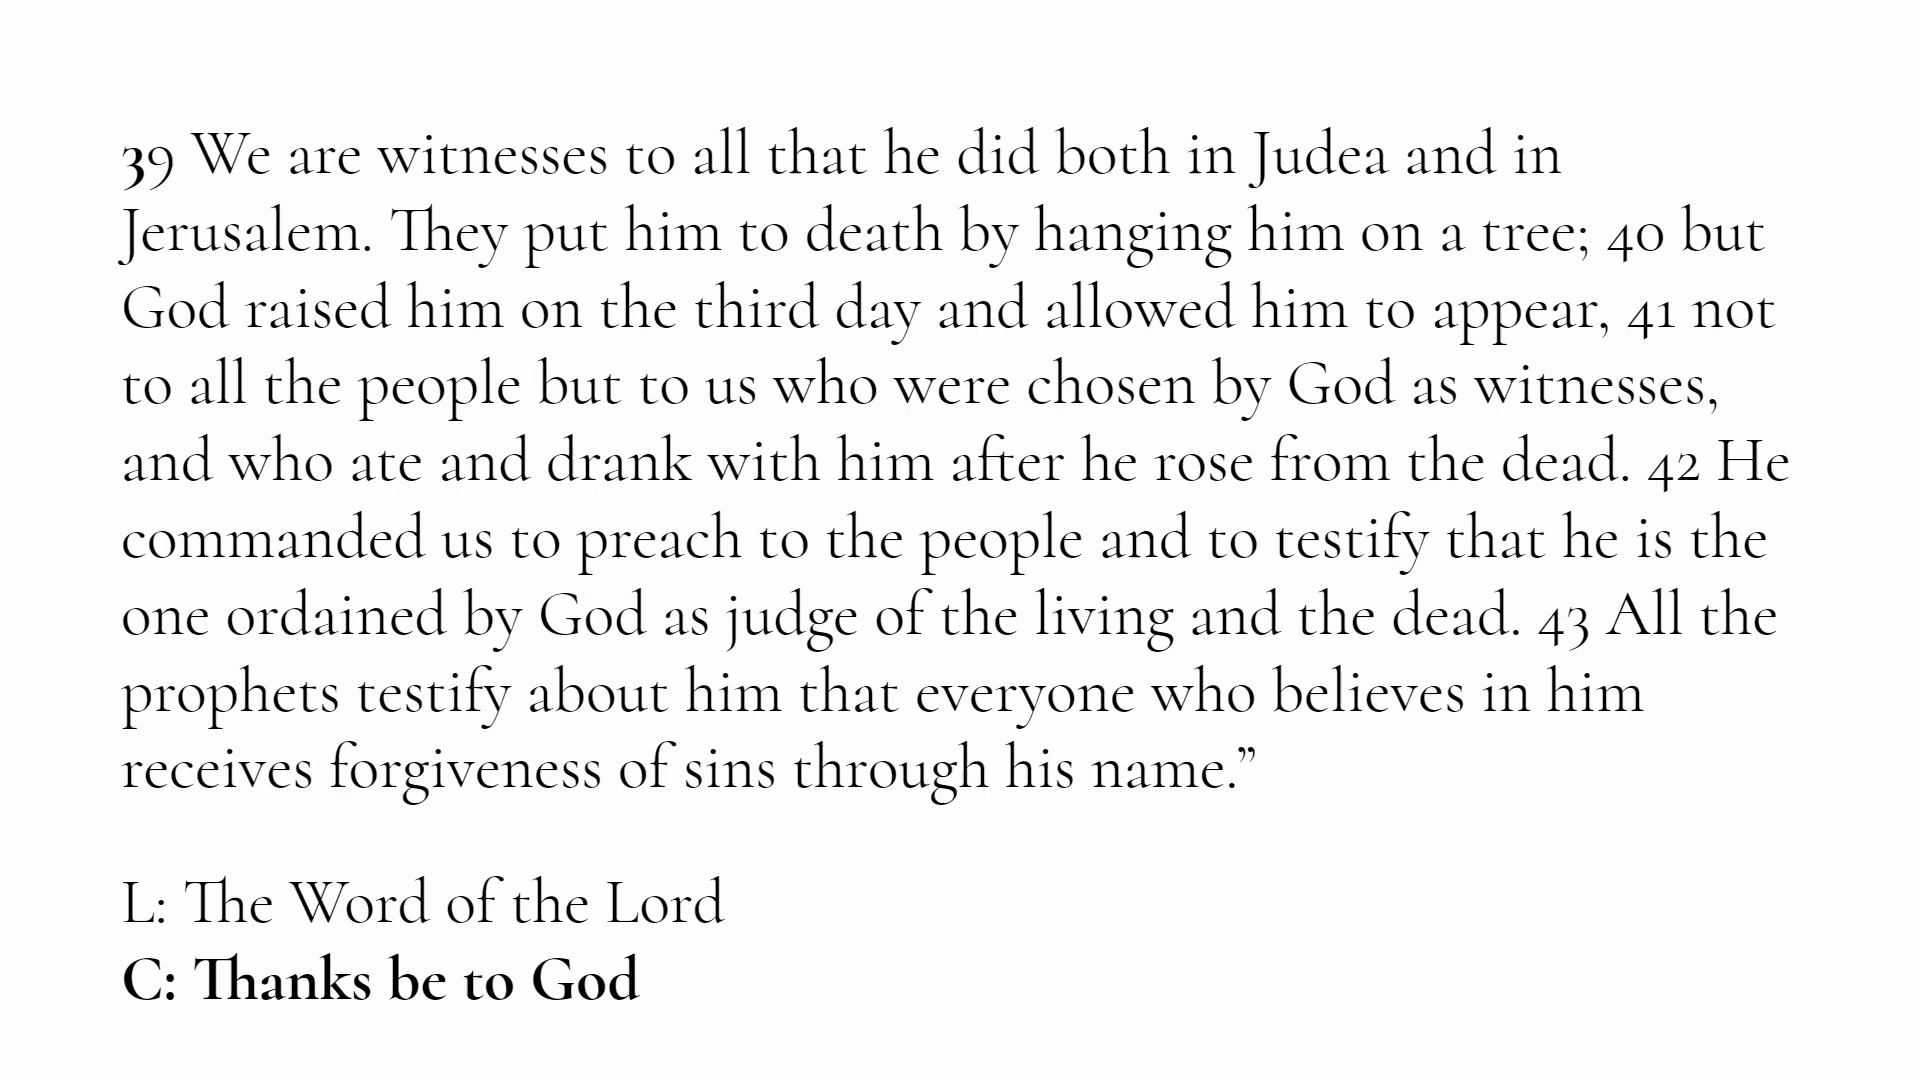 39 We are witnesses to all that he did both in Judea and in
Jerusalem. They put him to death by hanging him on a tree; 40 but
God raised him on the third day and allowed him to appear, 41 not
to all the people but to us who were chosen by God as witnesses,
and who ate and drank with him after he rose from the dead. 42 He
commanded us to preach to the people and to testify that he is the
one ordained by God as judge of the living and the dead. 43 All the
prophets testify about him that everyone who believes in him
receives forgiveness of sins through his name.”
L: The Word of the Lord
C: Thanks be to God